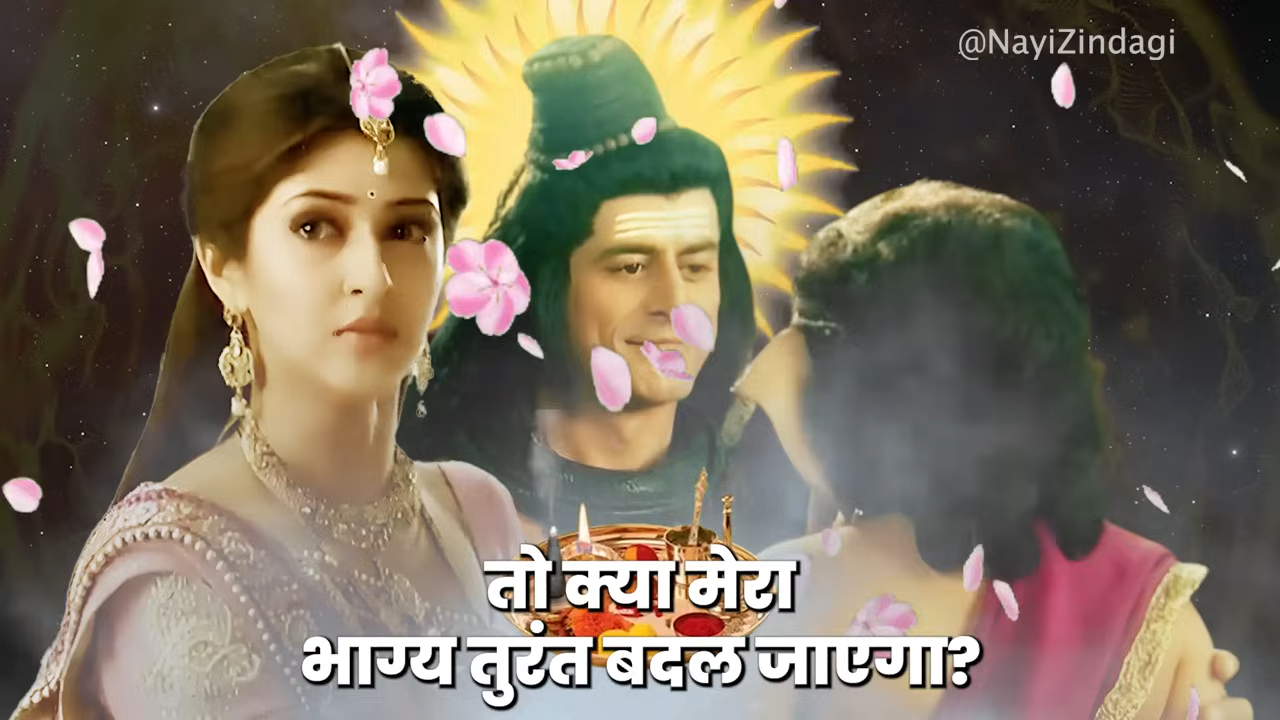 @NayiZindagi
तो क्या मेरा
भाग्य तुरंत बदल जाएगा?